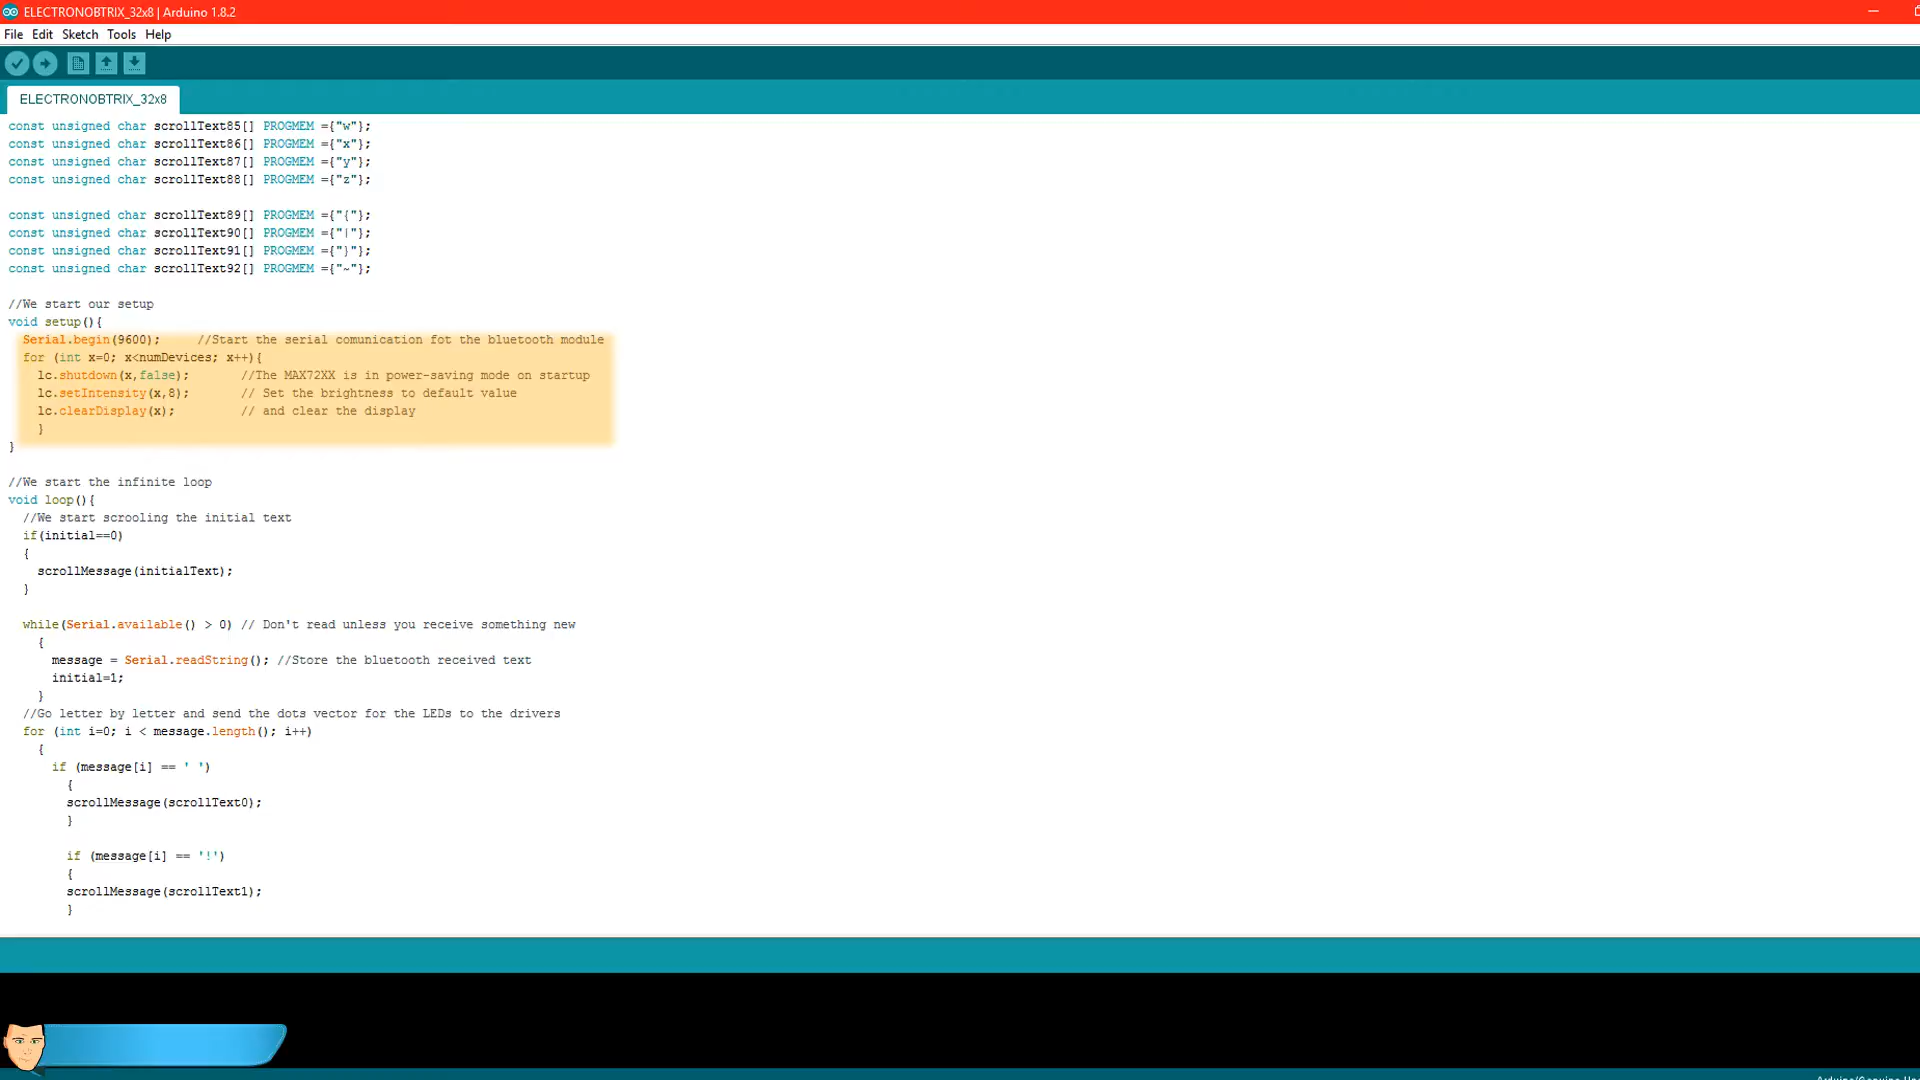 ELECTRONOBTRIX_32x8 | Arduino 1.8.2
File Edit Sketch Tools Help
ELECTRONOBTRIX_32x8
const unsigned char scrollText85[] PROGMEM ={"w"};
const unsigned char scrollText86[] PROGMEM ={"x"};
const unsigned char scrollText87[] PROGMEM ={"y"};
const unsigned char scrollText88[] PROGMEM ={"z"};
const unsigned char scrollText89[] PROGMEM ={"{"};
const unsigned char scrollText90[] PROGMEM ={"|"};
const unsigned char scrollText91[] PROGMEM ={"}"};
const unsigned char scrollText92[] PROGMEM ={"~"};
//We start our setup
void setup(){
Serial.begin(9600); //Start the serial comunication fot the bluetooth module
for (int x=0; x<numDevices; x++){
lc.shutdown(x,false); //The MAX72XX is in power-saving mode on startup
lc.setIntensity(x,8); // Set the brightness to default value
lc.clearDisplay(x); // and clear the display
}
}
//We start the infinite loop
void loop(){
//We start scrooling the initial text
if(initial==0)
{
scrollMessage(initialText);
}
while(Serial.available() > 0) // Don't read unless you receive something new
{
message = Serial.readString(); //Store the bluetooth received text
initial=1;
}
//Go letter by letter and send the dots vector for the LEDs to the drivers
for (int i=0; i < message.length(); i++)
{
if (message[i] == ' ')
{
scrollMessage(scrollText0);
}
if (message[i] == '!')
{
scrollMessage(scrollText1);
}